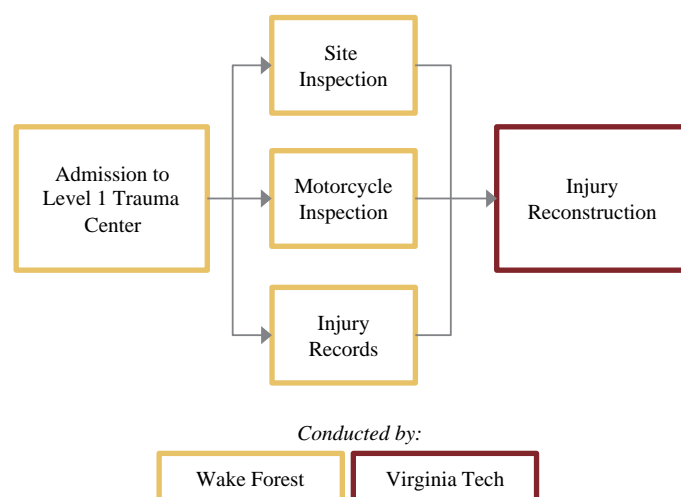 Site
Inspection
Admission to
Level 1 Trauma
Center
Motorcycle
Inspection
Injury
Reconstruction
Injury
Records
Conducted by:
Wake Forest
Virginia Tech